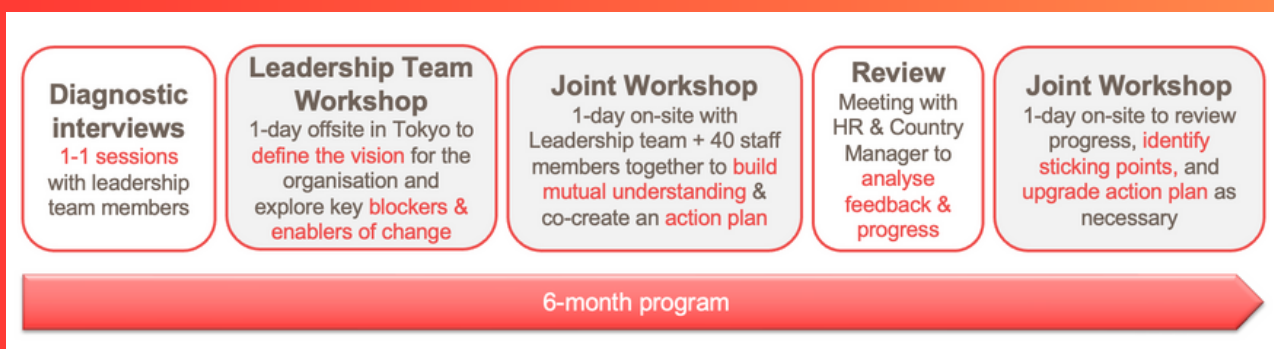 Diagnostic
interviews
1-1 sessions
with leadership
team members
Leadership Team
Workshop
1-day offsite in Tokyo to
define the vision for the
organisation and
explore key blockers &
enablers of change
Joint Workshop
1-day on-site with
Leadership team + 40 staff
members together to build
mutual understanding &
co-create an action plan
Review
Meeting with
HR & Country
Manager to
analyse
feedback &
progress
Joint Workshop
1-day on-site to review
progress, identify
sticking points, and
upgrade action plan as
necessary
6-month program